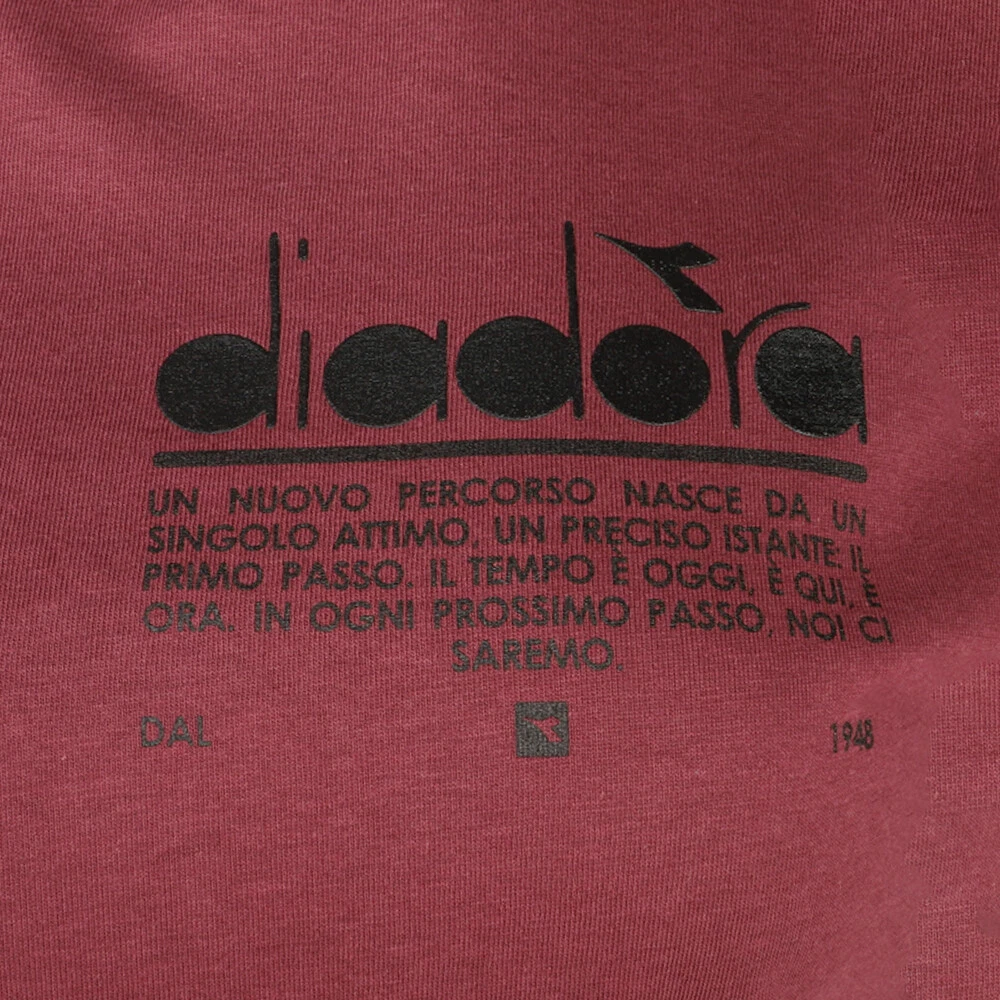 diadora
UN NUOVO PERCORSO NASCE DA UN
SINGOLO ATTIMO, UN PRECISO ISTANTE: IL
PRIMO PASSO. IL TEMPO È OGGI, È QUI, È
ORA. IN OGNI PROSSIMO PASSO, NOI CI
SAREMO.
DAL 1948